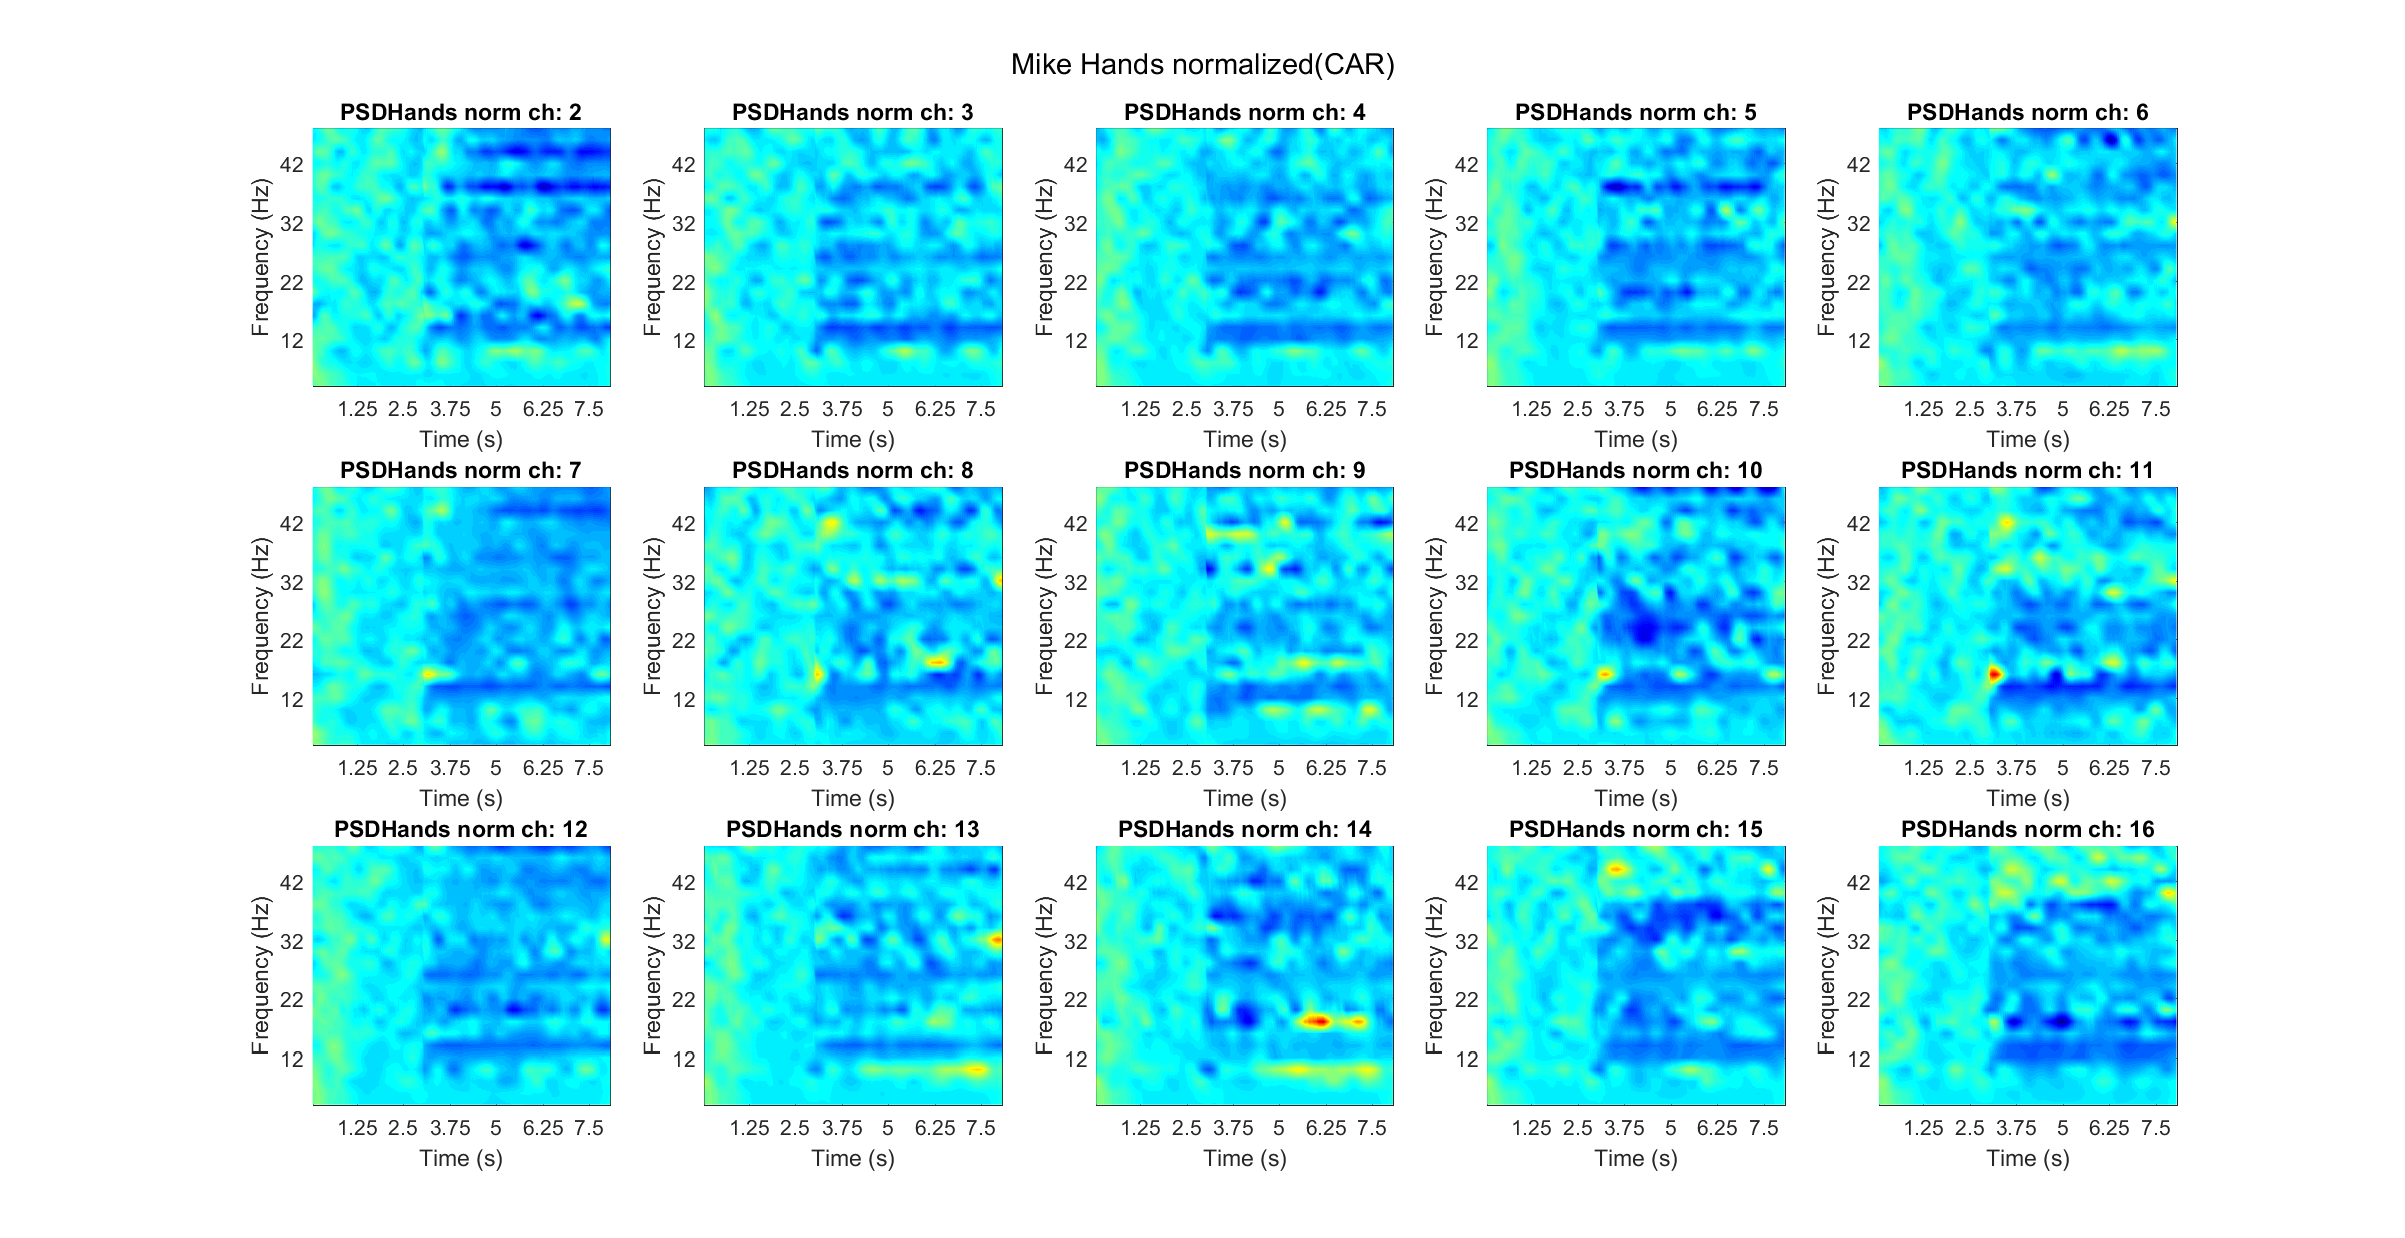 Mike Hands normalized(CAR)
PSDHands norm ch: 2
PSDHands norm ch: 3
PSDHands norm ch: 4
PSDHands norm ch: 5
PSDHands norm ch: 6
Frequency (Hz)
42
32
22
12
Frequency (Hz)
42
32
22
12
Frequency (Hz)
42
32
22
12
Frequency (Hz)
42
32
22
12
Frequency (Hz)
42
32
22
12
1.25 2.5 3.75 5 6.25 7.5
1.25 2.5 3.75 5 6.25 7.5
1.25 2.5 3.75 5 6.25 7.5
1.25 2.5 3.75 5 6.25 7.5
1.25 2.5 3.75 5 6.25 7.5
Time (s)
Time (s)
Time (s)
Time (s)
Time (s)
PSDHands norm ch: 7
PSDHands norm ch: 8
PSDHands norm ch: 9
PSDHands norm ch: 10
PSDHands norm ch: 11
Frequency (Hz)
42
32
22
12
Frequency (Hz)
42
32
22
12
Frequency (Hz)
42
32
22
12
Frequency (Hz)
42
32
22
12
Frequency (Hz)
42
32
22
12
1.25 2.5 3.75 5 6.25 7.5
1.25 2.5 3.75 5 6.25 7.5
1.25 2.5 3.75 5 6.25 7.5
1.25 2.5 3.75 5 6.25 7.5
1.25 2.5 3.75 5 6.25 7.5
Time (s)
Time (s)
Time (s)
Time (s)
Time (s)
PSDHands norm ch: 12
PSDHands norm ch: 13
PSDHands norm ch: 14
PSDHands norm ch: 15
PSDHands norm ch: 16
Frequency (Hz)
42
32
22
12
Frequency (Hz)
42
32
22
12
Frequency (Hz)
42
32
22
12
Frequency (Hz)
42
32
22
12
Frequency (Hz)
42
32
22
12
1.25 2.5 3.75 5 6.25 7.5
1.25 2.5 3.75 5 6.25 7.5
1.25 2.5 3.75 5 6.25 7.5
1.25 2.5 3.75 5 6.25 7.5
1.25 2.5 3.75 5 6.25 7.5
Time (s)
Time (s)
Time (s)
Time (s)
Time (s)